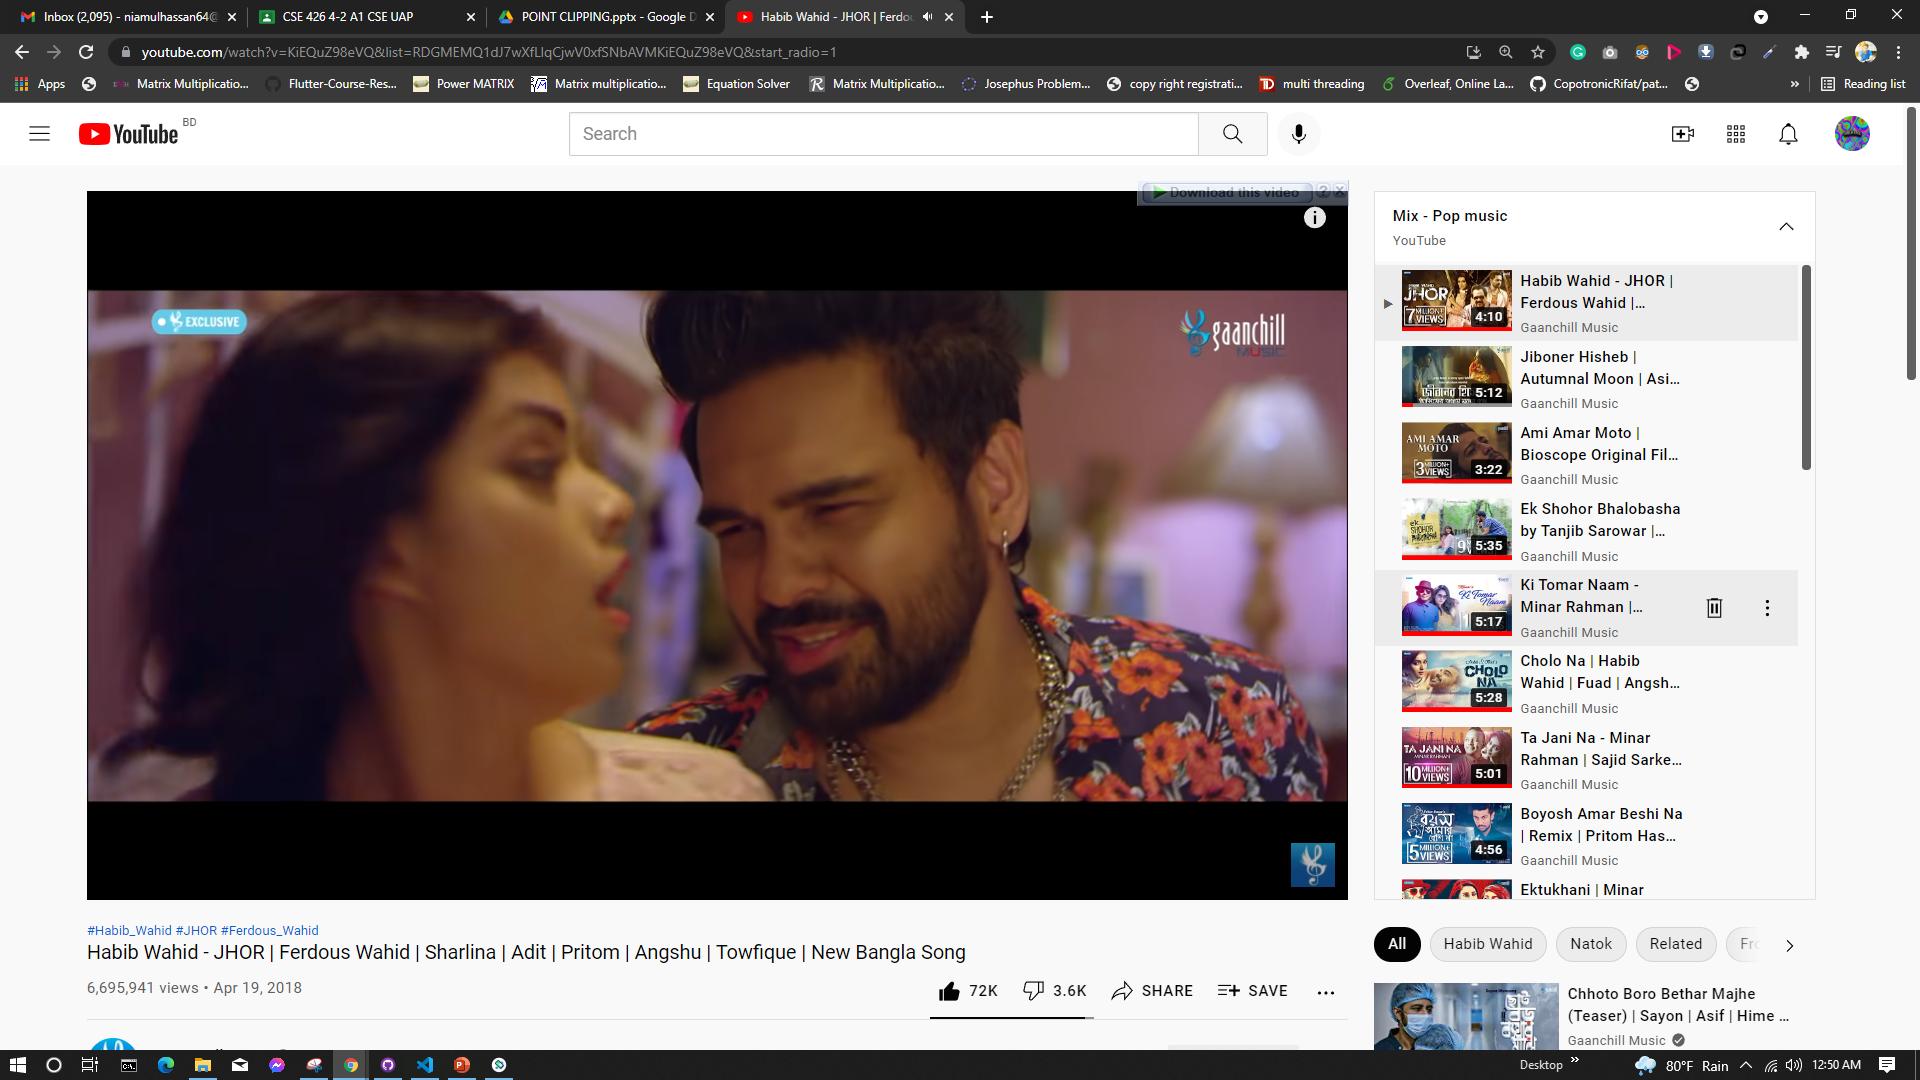 Inbox (2,095) - niamulhassan64@
CSE 426 4-2 A1 CSE UAP
POINT CLIPPING.pptx - Google D
Habib Wahid - JHOR | Ferdou
youtube.com/watch?v=KiEQuZ98eVQ&list=RDGMEMQ1dJ7wXfLlqCjwV0xfSNbAVMKiEQuZ98eVQ&start_radio=1
Apps
Matrix Multiplicatio...
Flutter-Course-Res...
Power MATRIX
Matrix multiplicatio...
Equation Solver
Matrix Multiplicatio...
Josephus Problem...
copy right registrati...
multi threading
Overleaf, Online La...
CopotronicRifat/pat...
Reading list
YouTube BD
Search
Download this video
EXCLUSIVE
gaanchill
MUSIC
Mix - Pop music
YouTube
JHOR
7 MILLION+ VIEWS
4:10
Habib Wahid - JHOR |
Ferdous Wahid |...
Gaanchill Music
5:12
Jiboner Hisheb |
Autumnal Moon | Asi...
Gaanchill Music
AMI AMAR
MOTO
3 MILLION+ VIEWS
3:22
Ami Amar Moto |
Bioscope Original Fil...
Gaanchill Music
5:35
Ek Shohor Bhalobasha
by Tanjib Sarowar |...
Gaanchill Music
Ki Tomar
Naam
5:17
Ki Tomar Naam -
Minar Rahman |...
Gaanchill Music
CHOLO
NA
5:28
Cholo Na | Habib
Wahid | Fuad | Angsh...
Gaanchill Music
TA JANI NA
MINAR RAHMAN
10 MILLION+ VIEWS
5:01
Ta Jani Na - Minar
Rahman | Sajid Sarke...
Gaanchill Music
বয়স
আমার
বেশি না
5 MILLION+ VIEWS
4:56
Boyosh Amar Beshi Na
| Remix | Pritom Has...
Gaanchill Music
Ektukhani | Minar
#Habib_Wahid #JHOR #Ferdous_Wahid
Habib Wahid - JHOR | Ferdous Wahid | Sharlina | Adit | Pritom | Angshu | Towfique | New Bangla Song
6,695,941 views • Apr 19, 2018
72K
3.6K
SHARE
SAVE
All
Habib Wahid
Natok
Related
Fro
Chhoto Boro Bethar Majhe
(Teaser) | Sayon | Asif | Hime ...
Gaanchill Music
Desktop
80°F Rain
12:50 AM